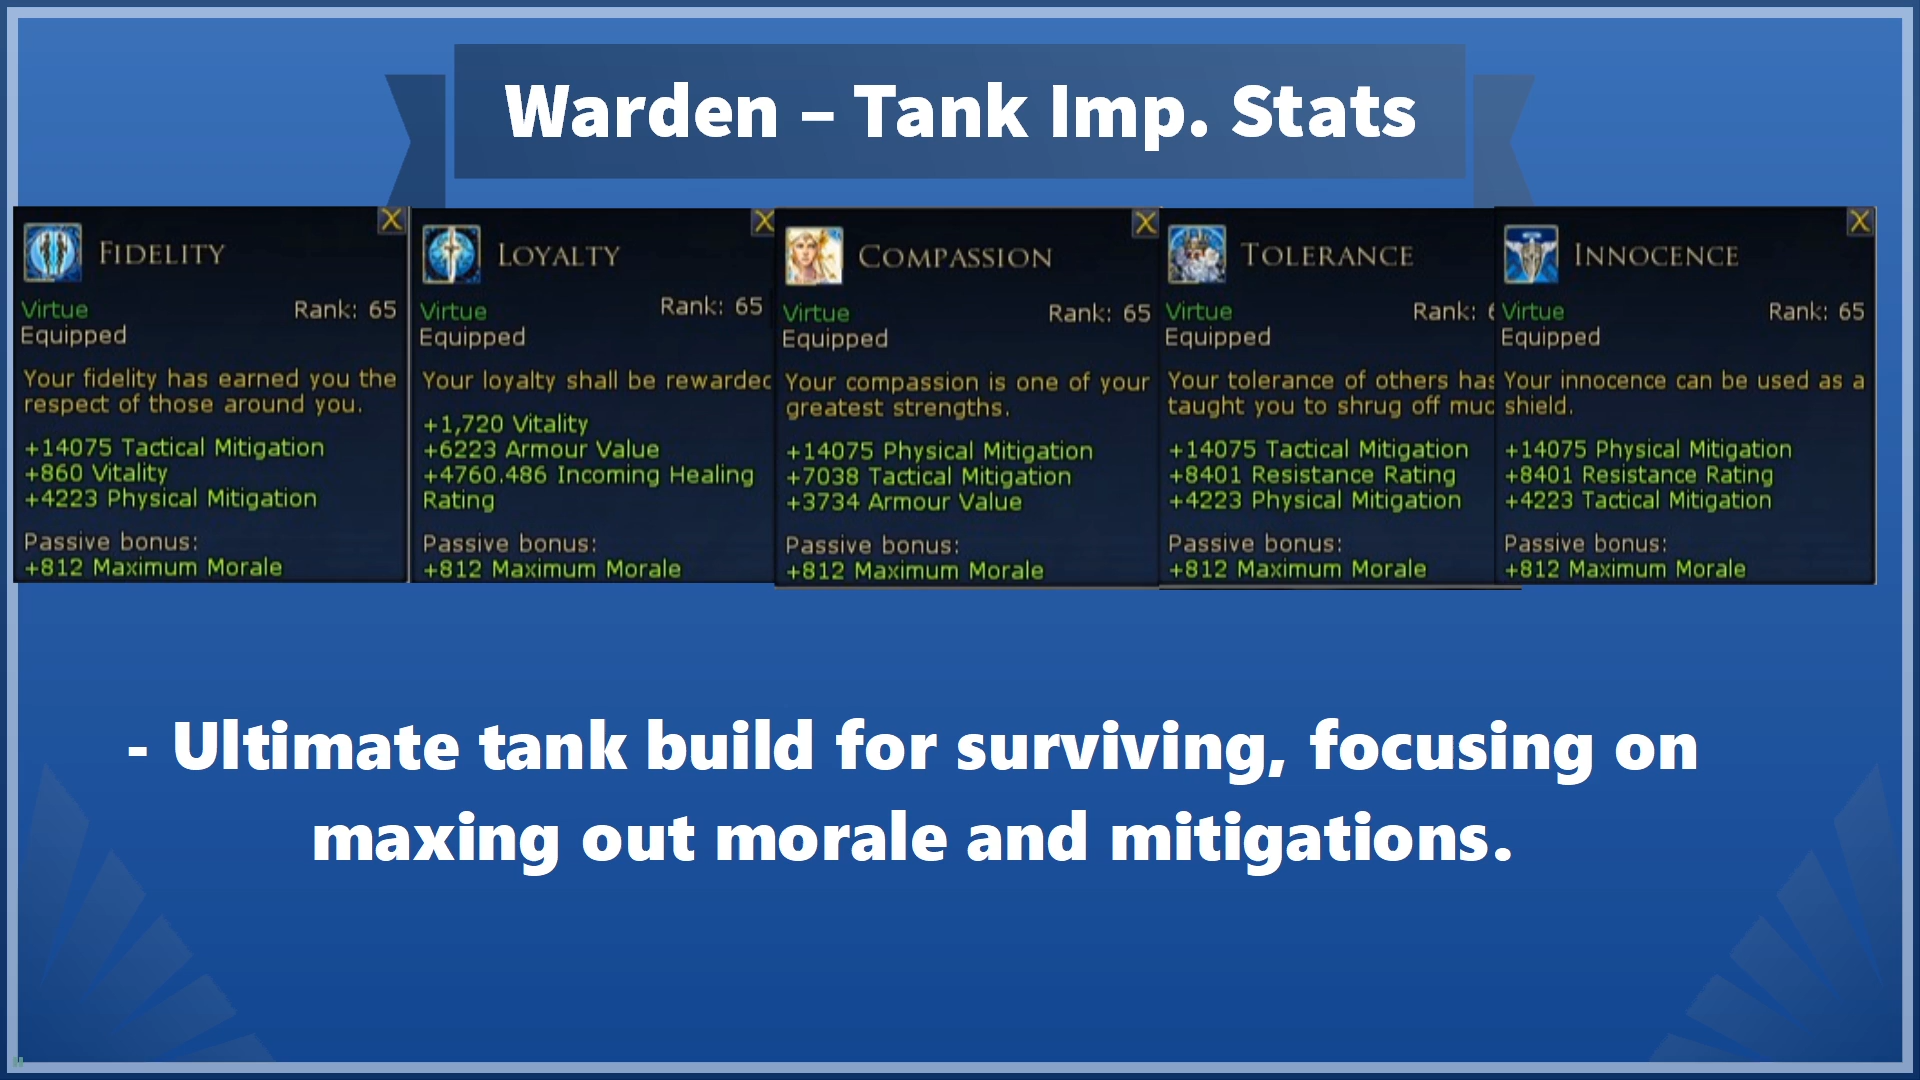 Warden – Tank Imp. Stats
FIDELITY
Virtue Rank: 65
Equipped
Your fidelity has earned you the
respect of those around you.
+14075 Tactical Mitigation
+860 Vitality
+4223 Physical Mitigation
Passive bonus:
+812 Maximum Morale
LOYALTY
Virtue Rank: 65
Equipped
Your loyalty shall be rewarded
+1,720 Vitality
+6223 Armour Value
+4760.486 Incoming Healing
Rating
Passive bonus:
+812 Maximum Morale
COMPASSION
Virtue Rank: 65
Equipped
Your compassion is one of your
greatest strengths.
+14075 Physical Mitigation
+7038 Tactical Mitigation
+3734 Armour Value
Passive bonus:
+812 Maximum Morale
TOLERANCE
Virtue Rank:
Equipped
Your tolerance of others has
taught you to shrug off muc
+14075 Tactical Mitigation
+8401 Resistance Rating
+4223 Physical Mitigation
Passive bonus:
+812 Maximum Morale
INNOCENCE
Virtue Rank: 65
Equipped
Your innocence can be used as a
shield.
+14075 Physical Mitigation
+8401 Resistance Rating
+4223 Tactical Mitigation
Passive bonus:
+812 Maximum Morale
- Ultimate tank build for surviving, focusing on
maxing out morale and mitigations.